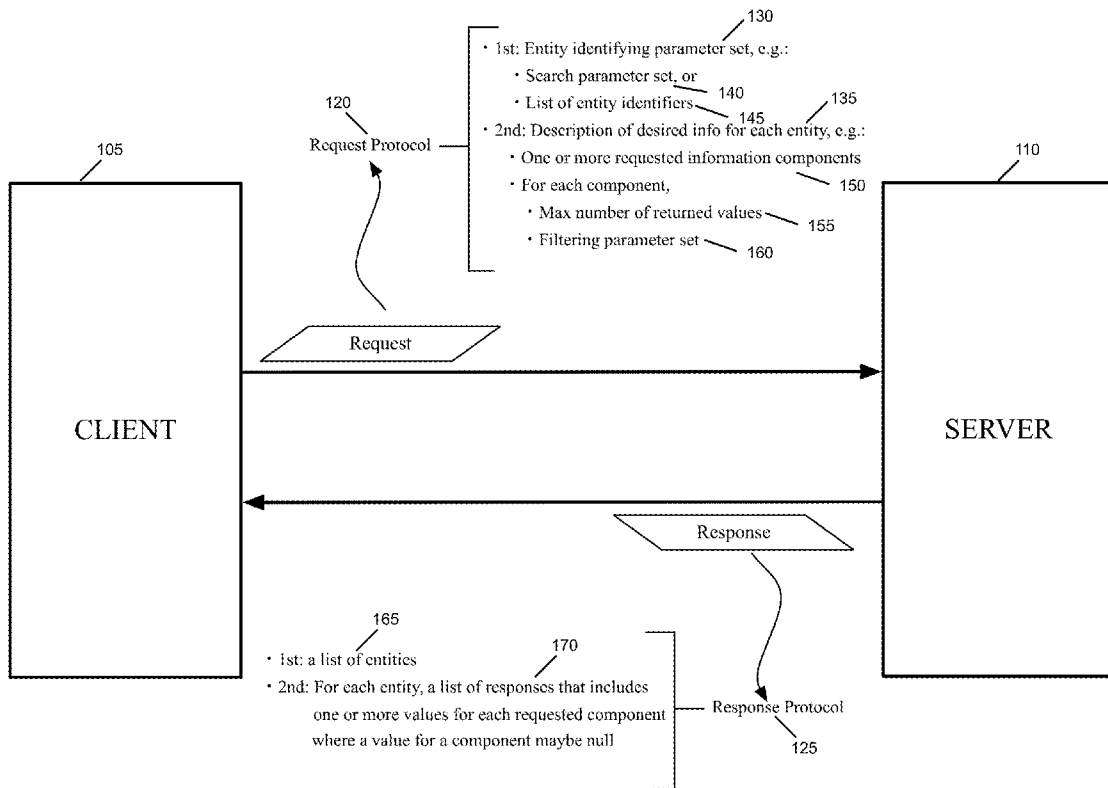 130
• 1st: Entity identifying parameter set, e.g.:
• Search parameter set, or
140
• List of entity identifiers
145
135
• 2nd: Description of desired info for each entity, e.g.:
• One or more requested information components
150
• For each component,
• Max number of returned values
155
• Filtering parameter set
160
120
Request Protocol
105
110
Request
CLIENT
SERVER
Response
165
• 1st: a list of entities
170
• 2nd: For each entity, a list of responses that includes
one or more values for each requested component
where a value for a component maybe null
Response Protocol
125